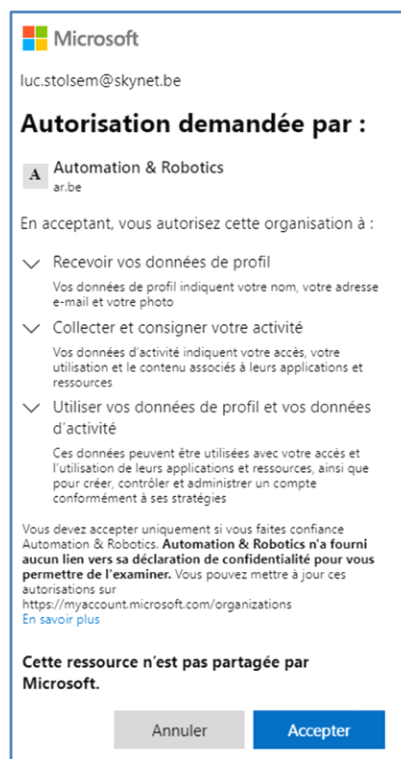 Microsoft
luc.stolsem@skynet.be
Autorisation demandée par :
A
Automation & Robotics
ar.be
En acceptant, vous autorisez cette organisation à :
Recevoir vos données de profil
Vos données de profil indiquent votre nom, votre adresse
e-mail et votre photo
Collecter et consigner votre activité
Vos données d'activité indiquent votre accès, votre
utilisation et le contenu associés à leurs applications et
ressources
Utiliser vos données de profil et vos données
d'activité
Ces données peuvent être utilisées avec votre accès et
l'utilisation de leurs applications et ressources, ainsi que
pour créer, contrôler et administrer un compte
conformément à ses stratégies
Vous devez accepter uniquement si vous faites confiance
Automation & Robotics. Automation & Robotics n'a fourni
aucun lien vers sa déclaration de confidentialité pour vous
permettre de l'examiner. Vous pouvez mettre à jour ces
autorisations sur
https://myaccount.microsoft.com/organizations
En savoir plus
Cette ressource n'est pas partagée par
Microsoft.
Annuler
Accepter